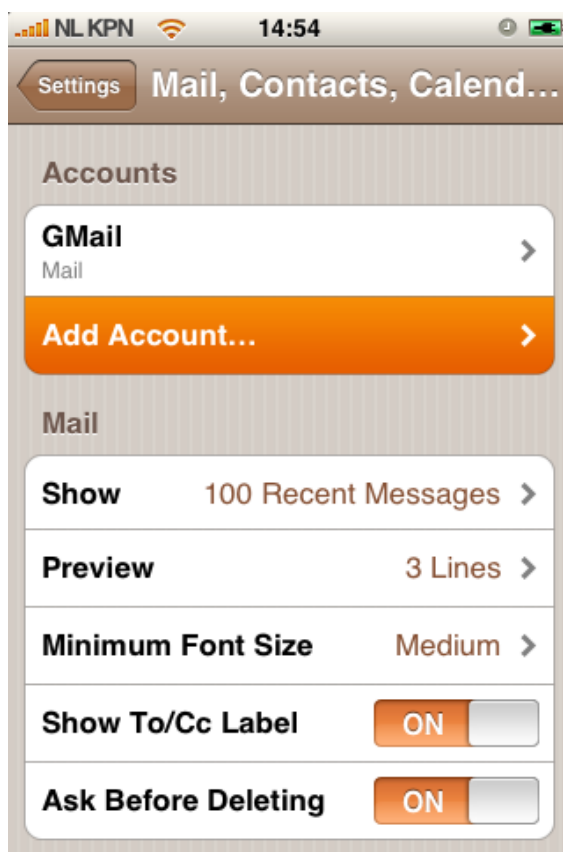 NL KPN 14:54
Settings Mail, Contacts, Calend...
Accounts
GMail
Mail
Add Account...
Mail
Show 100 Recent Messages
Preview 3 Lines
Minimum Font Size Medium
Show To/Cc Label ON
Ask Before Deleting ON